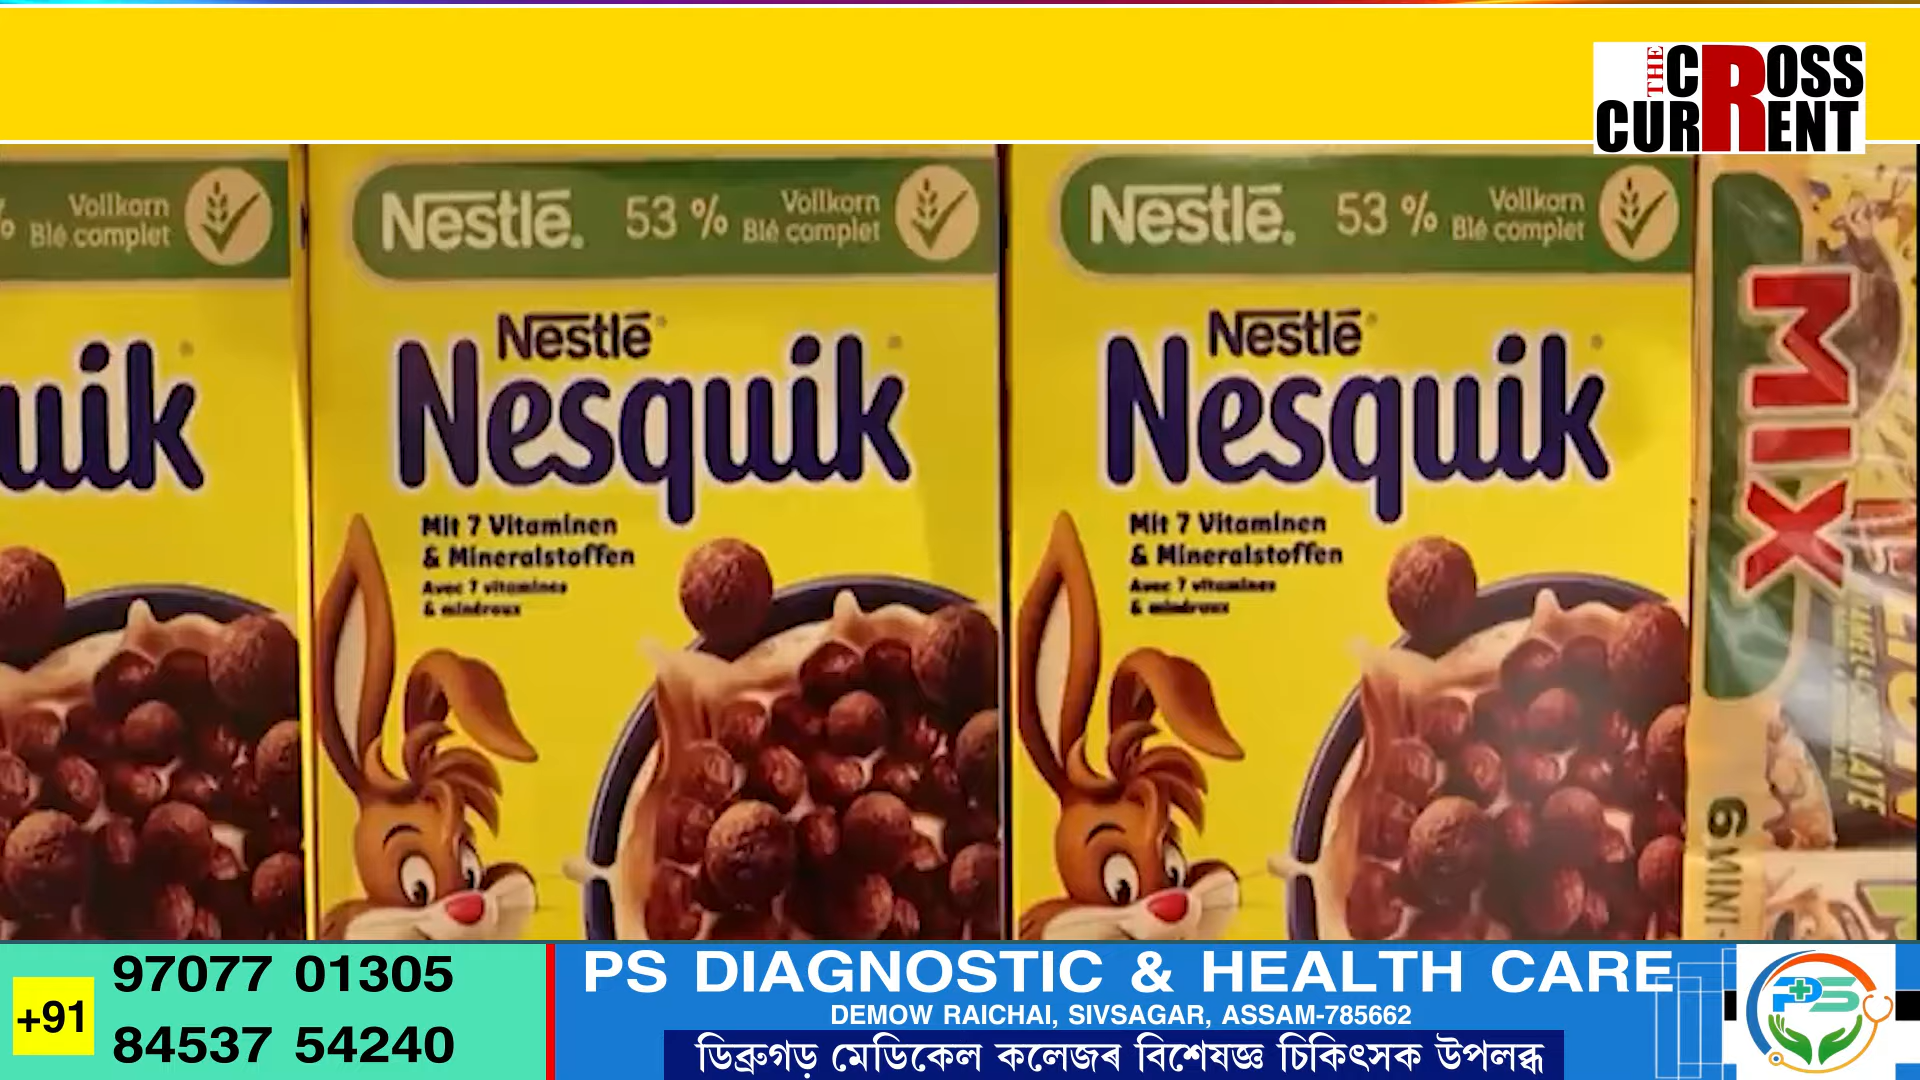 THE CROSS
CURRENT
% Vollkorn
Blé complet
Nestlé. 53 % Vollkorn
Blé complet
Nestlé. 53 % Vollkorn
Blé complet
uik
Nestlé
Nesquik
Mit 7 Vitaminen
& Mineralstoffen
Avec 7 vitamines
& minéraux
Nestlé
Nesquik
Mit 7 Vitaminen
& Mineralstoffen
Avec 7 vitamines
& minéraux
MIX
6 MINI-
+91
97077 01305
84537 54240
PS DIAGNOSTIC & HEALTH CARE
DEMOW RAICHAI, SIVSAGAR, ASSAM-785662
ডিব্ৰুগড় মেডিকেল কলেজৰ বিশেষজ্ঞ চিকিৎসক উপলব্ধ
PS